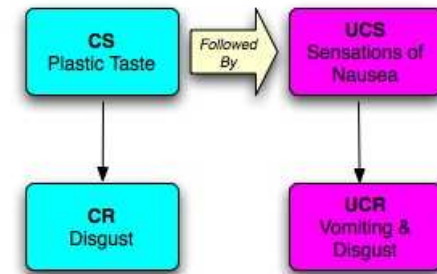 CS
Plastic Taste
Followed
By
UCS
Sensations of
Nausea
CR
Disgust
UCR
Vomiting &
Disgust